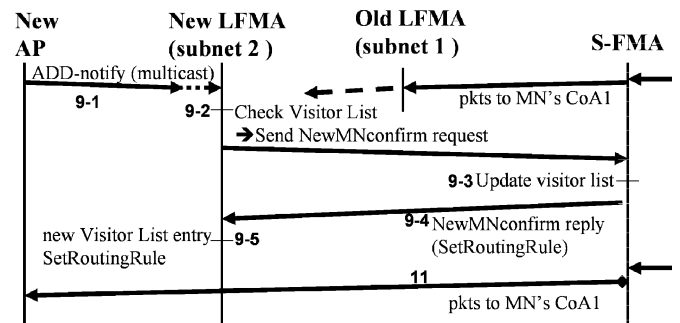 New
AP
New LFMA
(subnet 2 )
Old LFMA
(subnet 1 )
S-FMA
ADD-notify (multicast)
9-1
9-2
Check Visitor List
➔Send NewMNconfirm request
pkts to MN's CoA1
9-3 Update visitor list
9-4 NewMNconfirm reply
(SetRoutingRule)
new Visitor List entry
SetRoutingRule
9-5
11
pkts to MN's CoA1